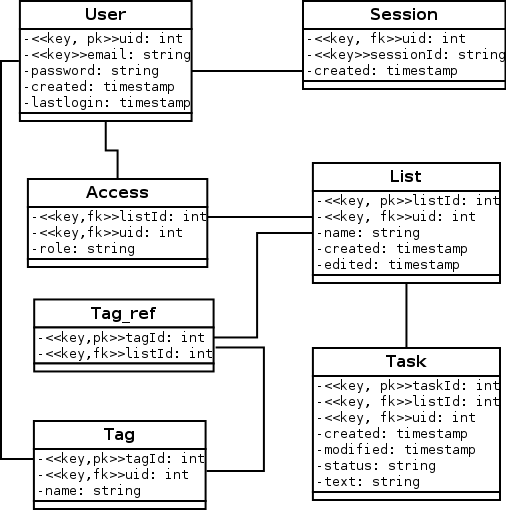 User
-<<key, pk>>uid: int
-<<key>>email: string
-password: string
-created: timestamp
-lastlogin: timestamp
Session
-<<key, fk>>uid: int
-<<key>>sessionId: string
-created: timestamp
Access
-<<key,fk>>listId: int
-<<key,fk>>uid: int
-role: string
List
-<<key, pk>>listId: int
-<<key, fk>>uid: int
-name: string
-created: timestamp
-edited: timestamp
Tag_ref
-<<key,pk>>tagId: int
-<<key,fk>>listId: int
Task
-<<key, pk>>taskId: int
-<<key, fk>>listId: int
-<<key, fk>>uid: int
-created: timestamp
-modified: timestamp
-status: string
-text: string
Tag
-<<key,pk>>tagId: int
-<<key,fk>>uid: int
-name: string